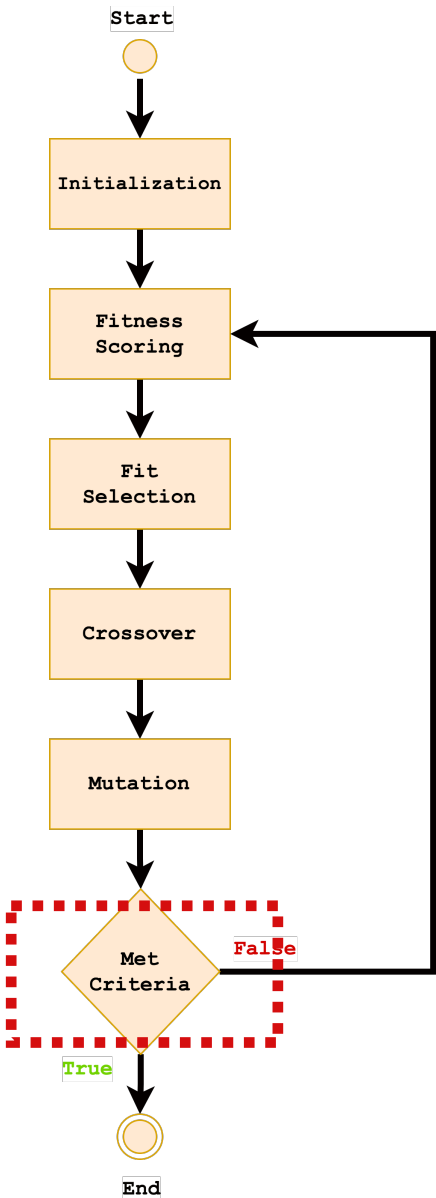 Start
Initialization
Fitness
Scoring
Fit
Selection
Crossover
Mutation
Met
Criteria
False
True
End